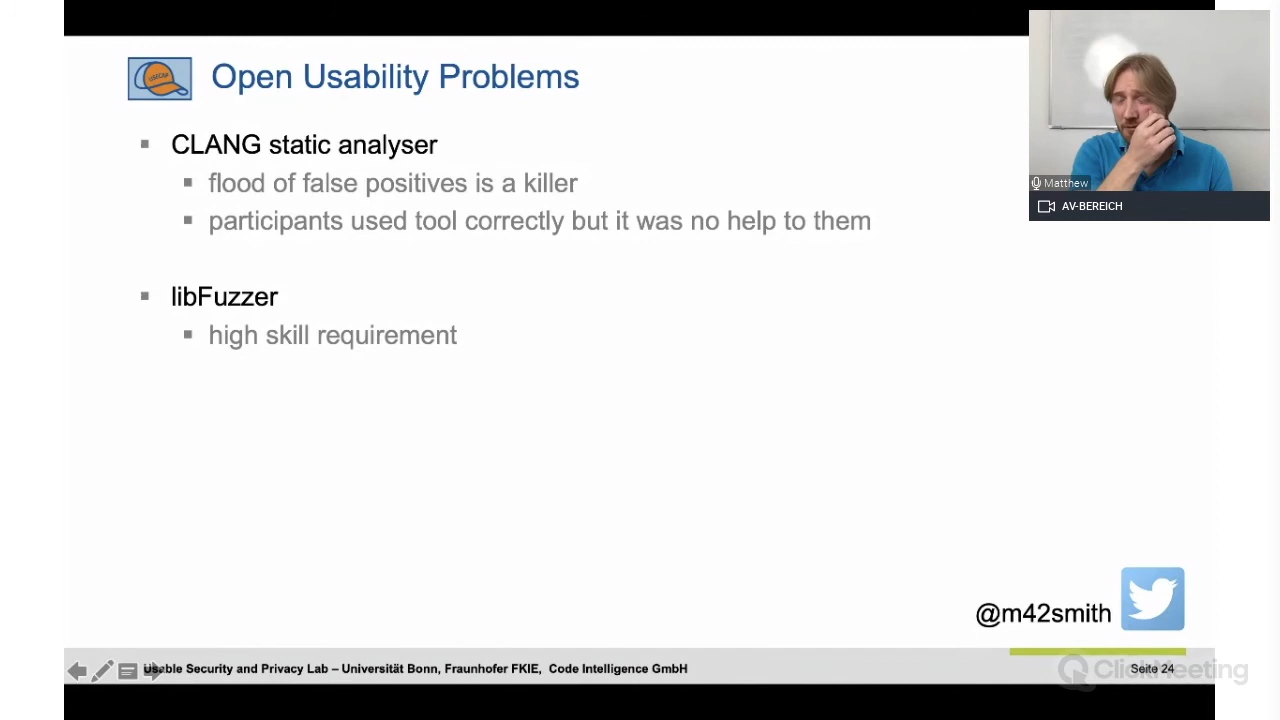 Open Usability Problems
CLANG static analyser
flood of false positives is a killer
participants used tool correctly but it was no help to them
libFuzzer
high skill requirement
Matthew
AV-BEREICH
USECAP
@m42smith
Usable Security and Privacy Lab – Universität Bonn, Fraunhofer FKIE, Code Intelligence GmbH
Seite 24
ClickMeeting